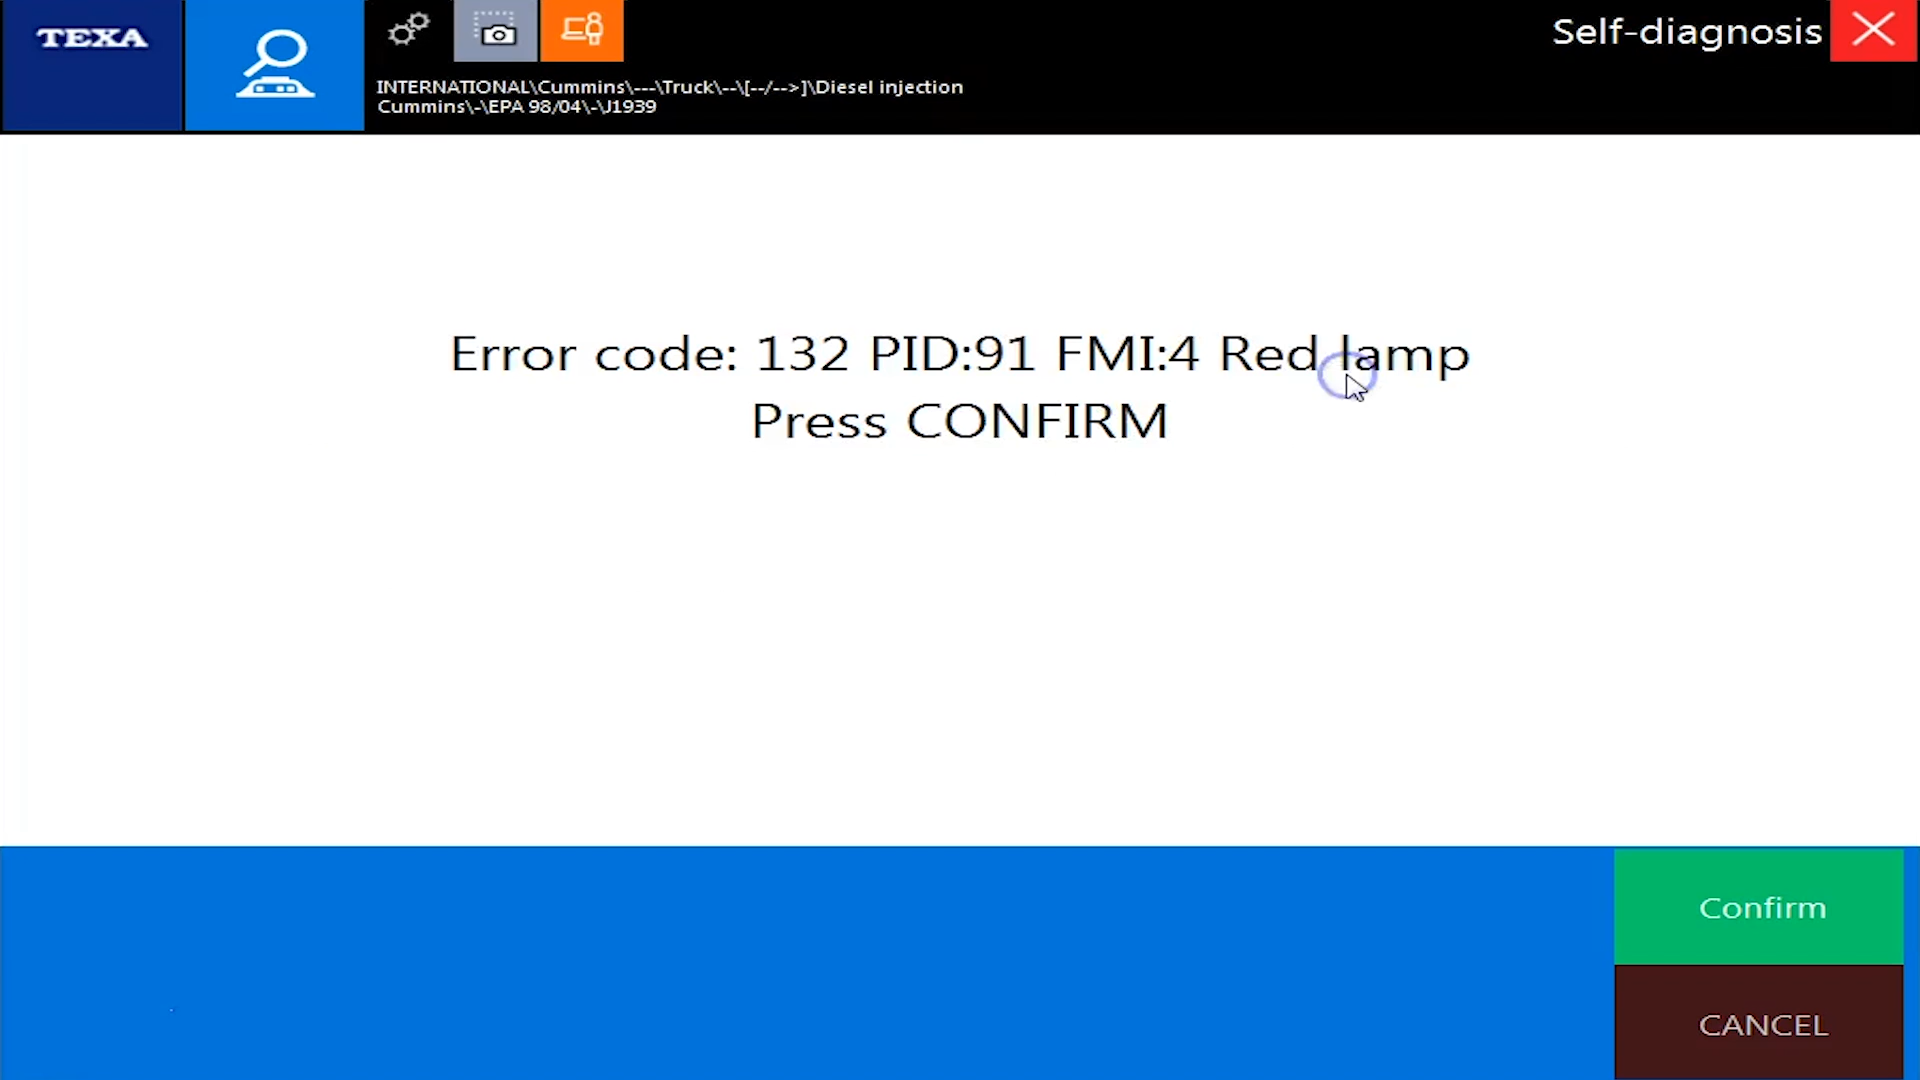 TEXA
Self-diagnosis
INTERNATIONAL\Cummins\---\Truck\--\[--/-->]\Diesel injection
Cummins\-\EPA 98/04\-\J1939
Error code: 132 PID:91 FMI:4 Red lamp
Press CONFIRM
Confirm
CANCEL